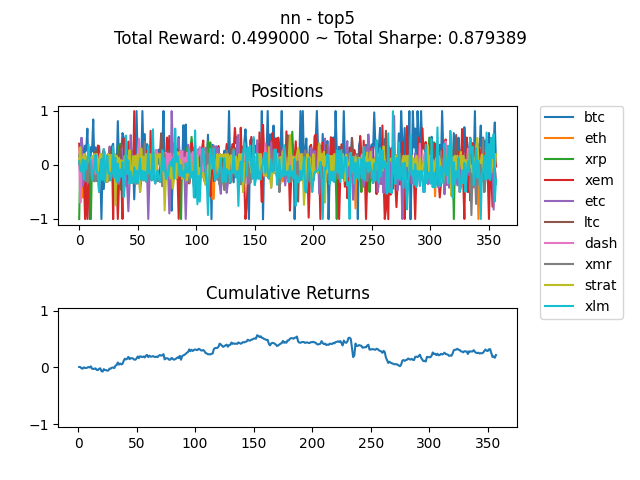 nn - top5
Total Reward: 0.499000 ~ Total Sharpe: 0.879389
Positions
1
0
−1
0 50 100 150 200 250 300 350
btc
eth
xrp
xem
etc
ltc
dash
xmr
strat
xlm
Cumulative Returns
1
0
−1
0 50 100 150 200 250 300 350